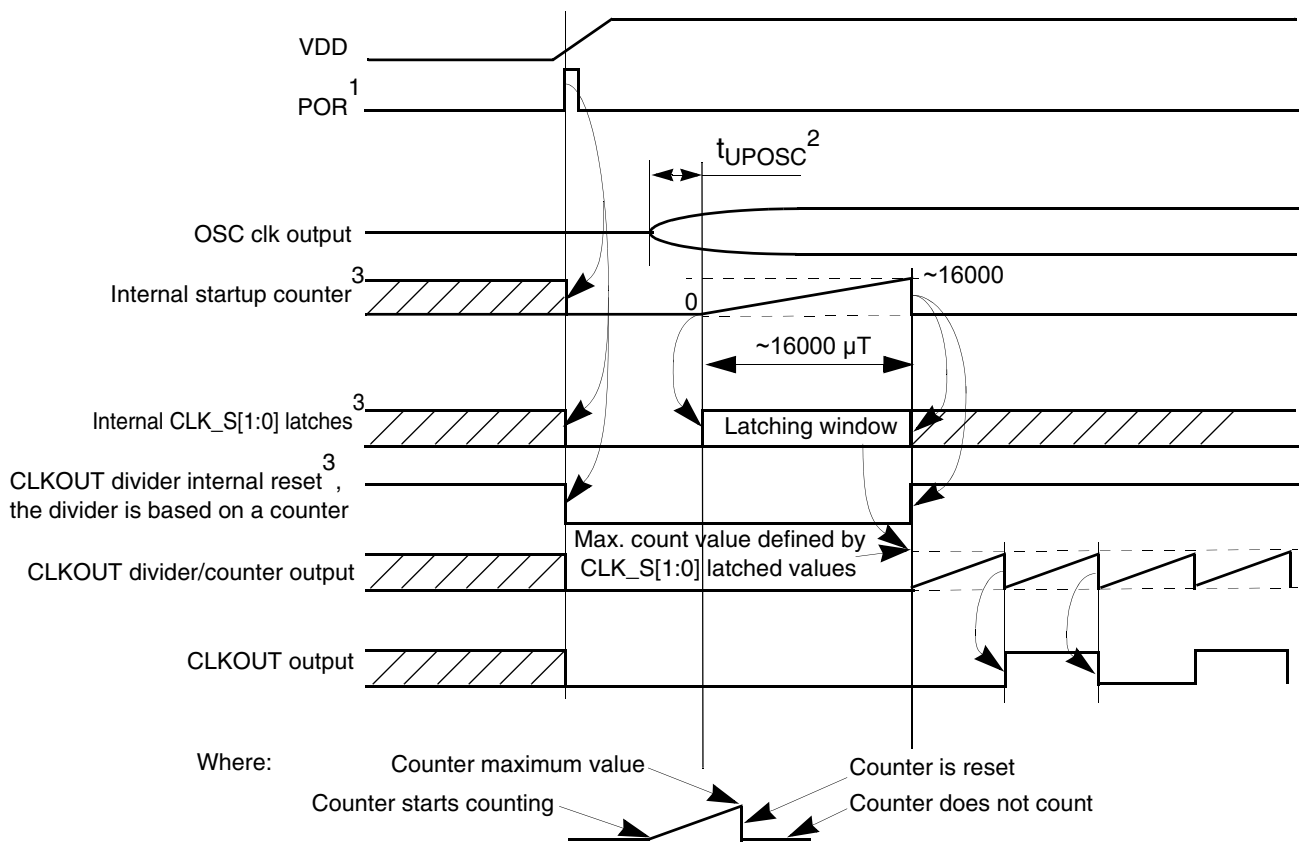 VDD
POR1
tUPOSC2
OSC clk output
Internal startup counter3
~16000
0
~16000 µT
Internal CLK_S[1:0] latches3
Latching window
CLKOUT divider internal reset3,
the divider is based on a counter
Max. count value defined by
CLK_S[1:0] latched values
CLKOUT divider/counter output
CLKOUT output
Where:
Counter maximum value
Counter is reset
Counter starts counting
Counter does not count